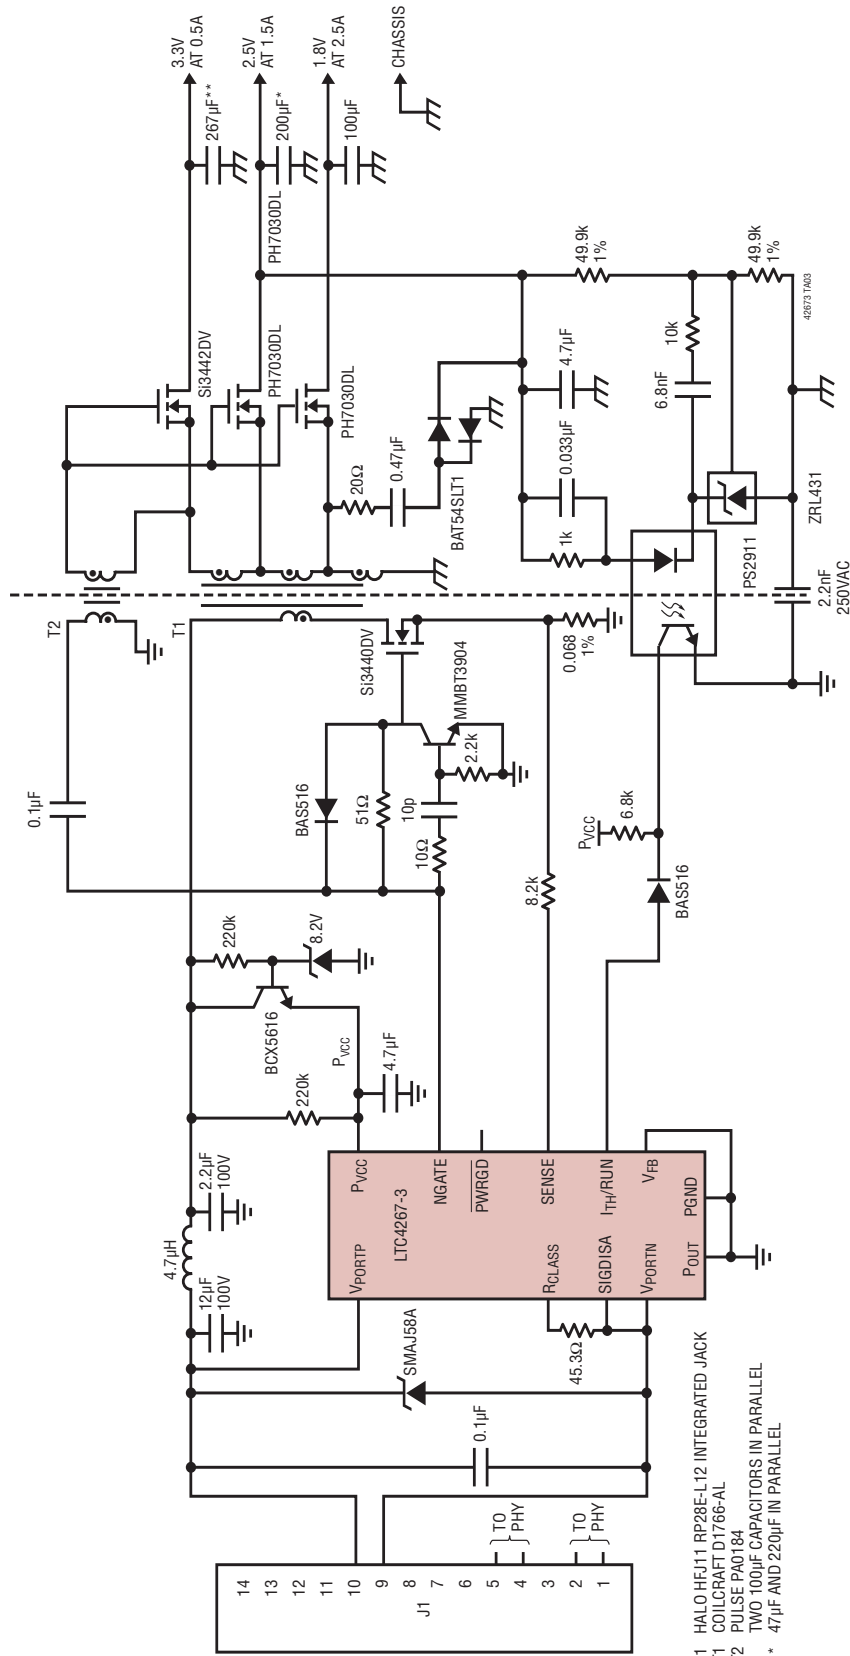 J1
14
13
12
11
10
9
8
7
6
5
4
3
2
1
TO
PHY
TO
PHY
0.1µF
SMAJ58A
12µF
100V
4.7µH
2.2µF
100V
45.3Ω
LTC4267-3
VPORTP
PVCC
NGATE
PWRGD
RCLASS
SENSE
SIGDISA
ITH/RUN
VPORTN
VFB
POUT
PGND
220k
PVCC
4.7µF
BCX5616
220k
8.2V
0.1µF
T2
T1
BAS516
51Ω
10p
10Ω
2.2k
MMBT3904
Si3440DV
8.2k
0.068
1%
PVCC
6.8k
BAS516
PS2911
2.2nF
250VAC
ZRL431
1k
0.033µF
4.7µF
6.8nF
10k
49.9k
1%
49.9k
1%
BAT54SLT1
0.47µF
20Ω
Si3442DV
PH7030DL
PH7030DL
PH7030DL
267µF**
200µF*
100µF
3.3V
AT 0.5A
2.5V
AT 1.5A
1.8V
AT 2.5A
CHASSIS
42673 TA03
1 HALO HFJ11 RP28E-L12 INTEGRATED JACK
1 COILCRAFT D1766-AL
2 PULSE PA0184
TWO 100µF CAPACITORS IN PARALLEL
* 47µF AND 220µF IN PARALLEL